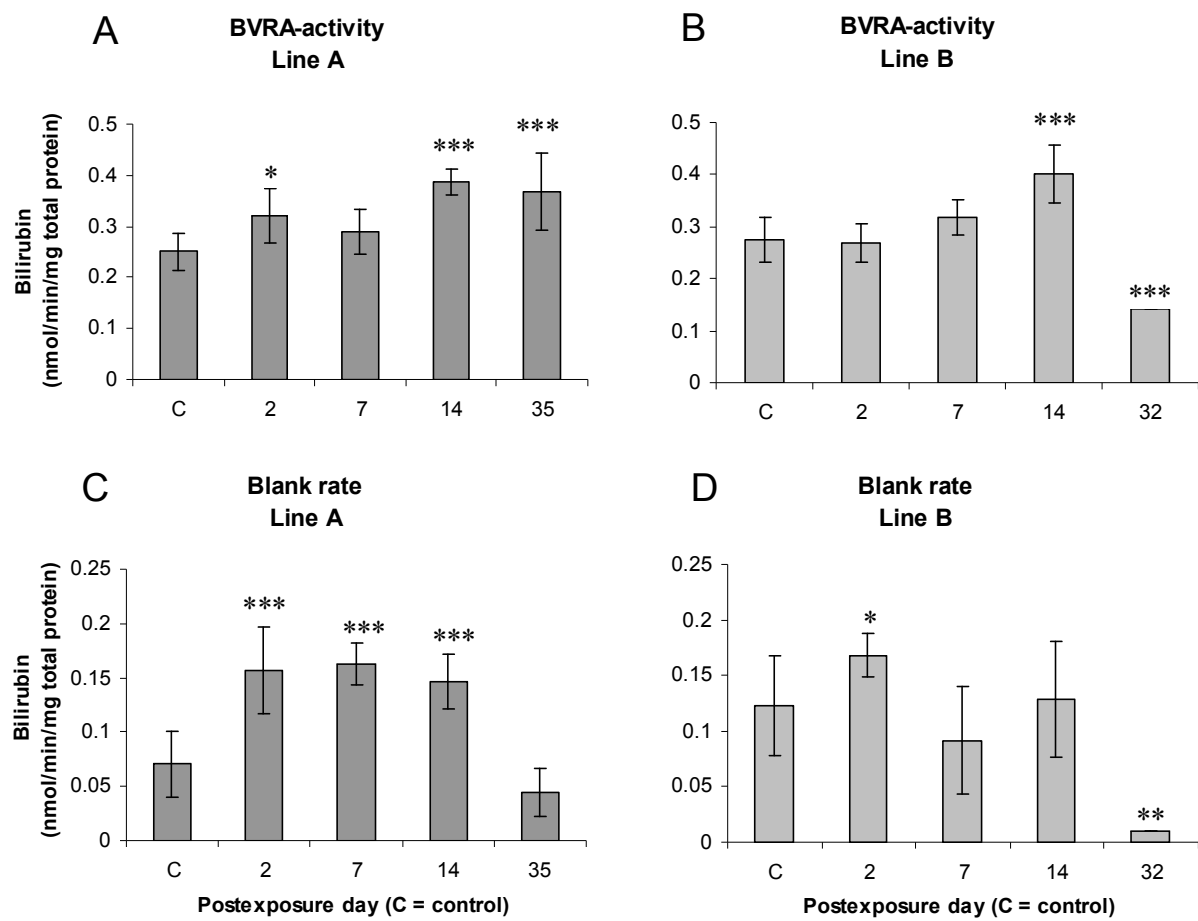 A
BVRA-activity
Line A
Bilirubin
(nmol/min/mg total protein)
0.5
0.4
0.3
0.2
0.1
0
*
***
***
C 2 7 14 35
B
BVRA-activity
Line B
0.5
0.4
0.3
0.2
0.1
0
***
***
C 2 7 14 32
C
Blank rate
Line A
Bilirubin
(nmol/min/mg total protein)
0.25
0.2
0.15
0.1
0.05
0
***
***
***
C 2 7 14 35
Postexposure day (C = control)
D
Blank rate
Line B
0.25
0.2
0.15
0.1
0.05
0
*
**
C 2 7 14 32
Postexposure day (C = control)